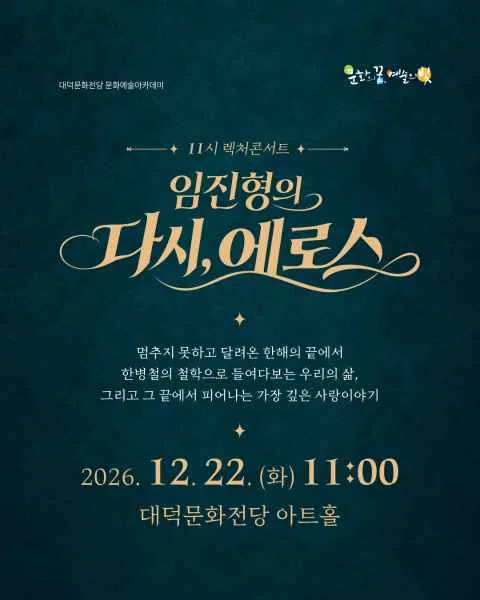 대덕문화전당 문화예술아카데미
문화의꿈, 예술의빛
11시 렉처콘서트
임진형의
다시, 에로스
멈추지 못하고 달려온 한해의 끝에서
한병철의 철학으로 들여다보는 우리의 삶,
그리고 그 끝에서 피어나는 가장 깊은 사랑이야기
2026. 12. 22. (화) 11:00
대덕문화전당 아트홀